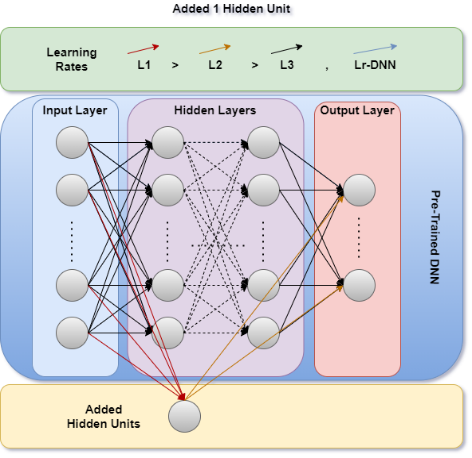 Added 1 Hidden Unit
Learning
Rates
L1 > L2 > L3 , Lr-DNN
Input Layer
Hidden Layers
Output Layer
Pre-Trained DNN
Added
Hidden Units